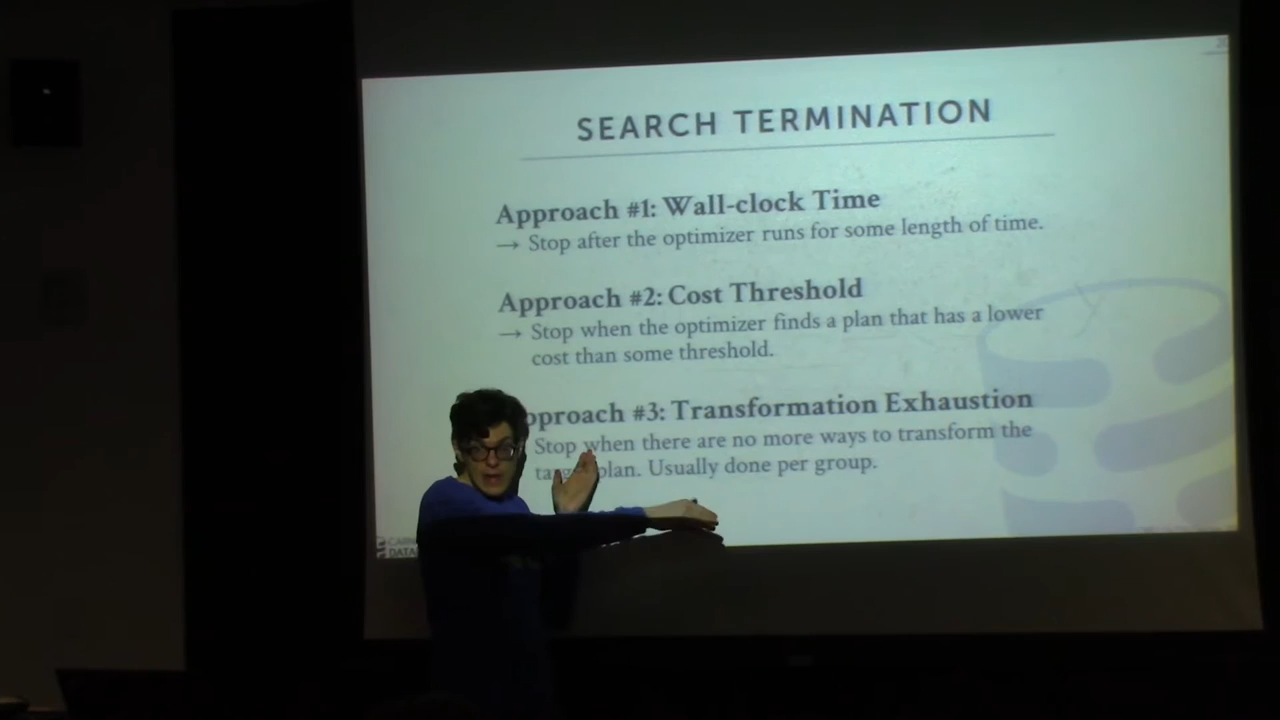 SEARCH TERMINATION
Approach #1: Wall-clock Time
→ Stop after the optimizer runs for some length of time.
Approach #2: Cost Threshold
→ Stop when the optimizer finds a plan that has a lower
cost than some threshold.
pproach #3: Transformation Exhaustion
Stop when there are no more ways to transform the
plan. Usually done per group.
DATA